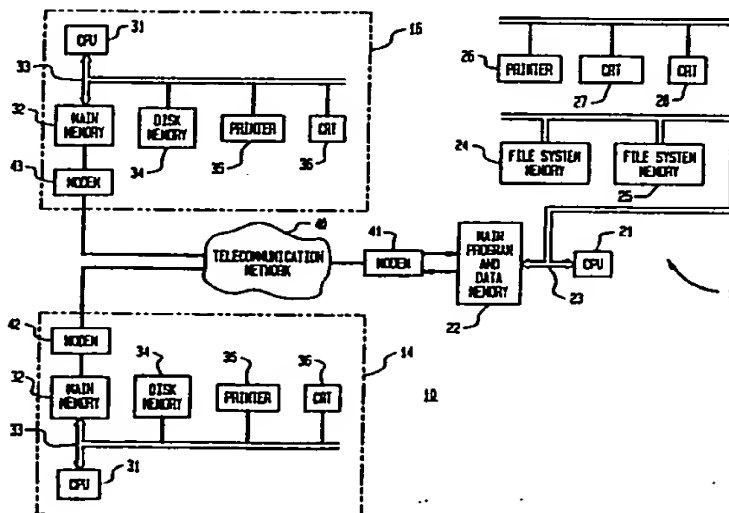 31
CPU
16
33
32
MAIN
MEMORY
DISK
MEMORY
34
PRINTER
35
CRT
36
43
MODEM
26
PRINTER
CRT
27
CRT
28
24
FILE SYSTEM
MEMORY
FILE SYSTEM
MEMORY
25
40
TELECOMMUNICATION
NETWORK
41
MODEM
MAIN
PROGRAM
AND
DATA
MEMORY
22
23
21
CPU
42
MODEM
32
MAIN
MEMORY
34
DISK
MEMORY
35
PRINTER
36
CRT
14
10
33
31
CPU